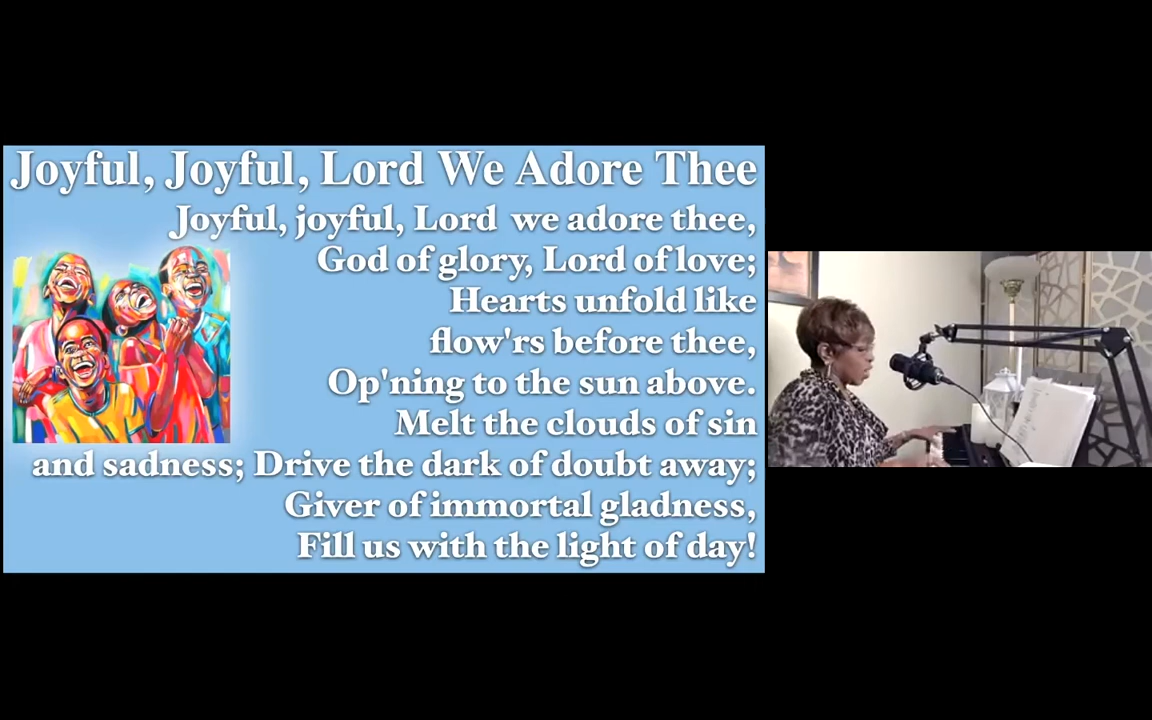 Joyful, Joyful, Lord We Adore Thee
Joyful, joyful, Lord we adore thee,
God of glory, Lord of love;
Hearts unfold like
flow'rs before thee,
Op'ning to the sun above.
Melt the clouds of sin
and sadness; Drive the dark of doubt away;
Giver of immortal gladness,
Fill us with the light of day!